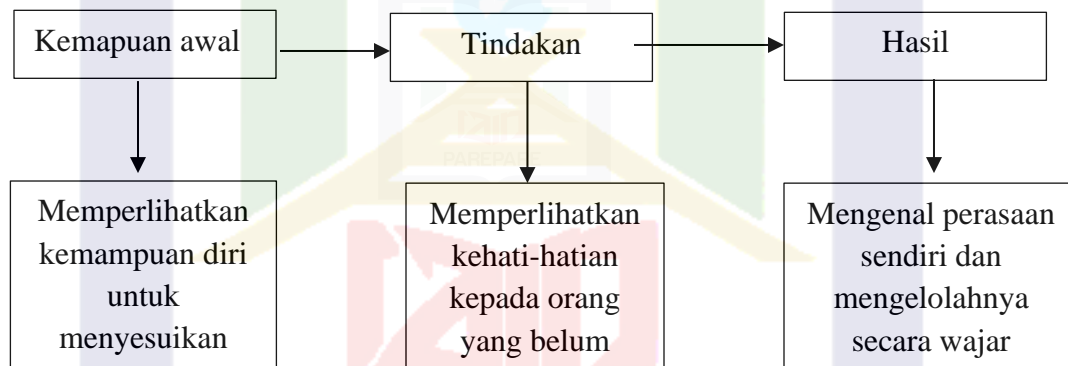 Kemapuan awal
Tindakan
Hasil
PAREPARE
Memperlihatkan
kemampuan diri
untuk
menyesuikan
Memperlihatkan
kehati-hatian
kepada orang
yang belum
Mengenal perasaan
sendiri dan
mengelolahnya
secara wajar